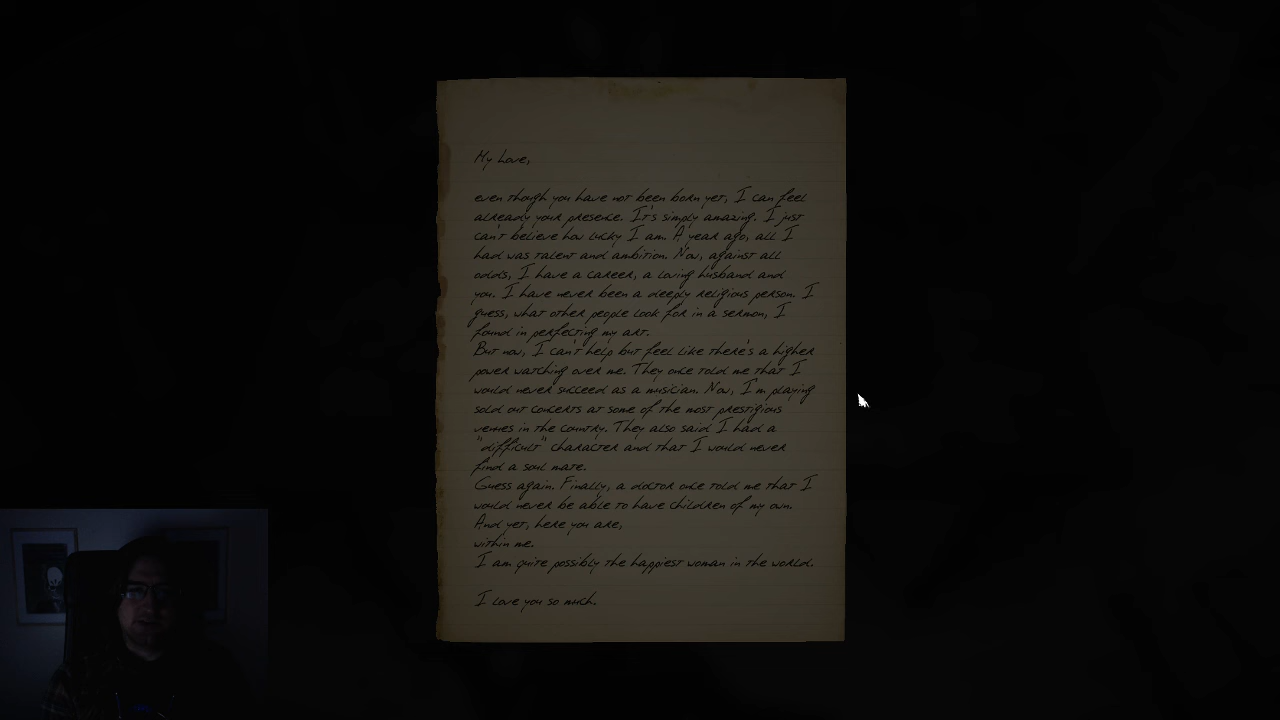 My Love,
even though you have not been born yet, I can feel
already your presence. It's simply amazing. I just
can't believe how lucky I am. A year ago, all I
had was talent and ambition. Now, against all
odds, I have a career, a loving husband and
you. I have never been a deeply religious person. I
guess, what other people look for in a sermon, I
found in perfecting my art.
But now, I can't help but feel like there's a higher
power watching over me. They once told me that I
would never succeed as a musician. Now, I'm playing
sold out concerts at some of the most prestigious
venues in the country. They also said I had a
"difficult" character and that I would never
find a soul mate.
Guess again. Finally, a doctor once told me that I
would never be able to have children of my own.
And yet, here you are,
within me.
I am quite possibly the happiest woman in the world.
I love you so much.